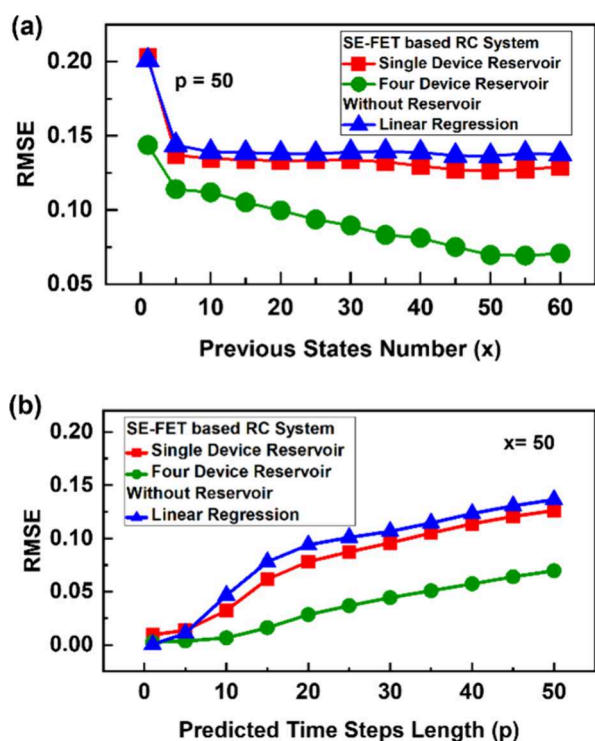 (a)
SE-FET based RC System
Single Device Reservoir
Four Device Reservoir
Without Reservoir
Linear Regression
p = 50
0.20
0.15
0.10
0.05
RMSE
0 10 20 30 40 50 60
Previous States Number (x)
(b)
SE-FET based RC System
Single Device Reservoir
Four Device Reservoir
Without Reservoir
Linear Regression
x= 50
0.20
0.15
0.10
0.05
0.00
RMSE
0 10 20 30 40 50
Predicted Time Steps Length (p)